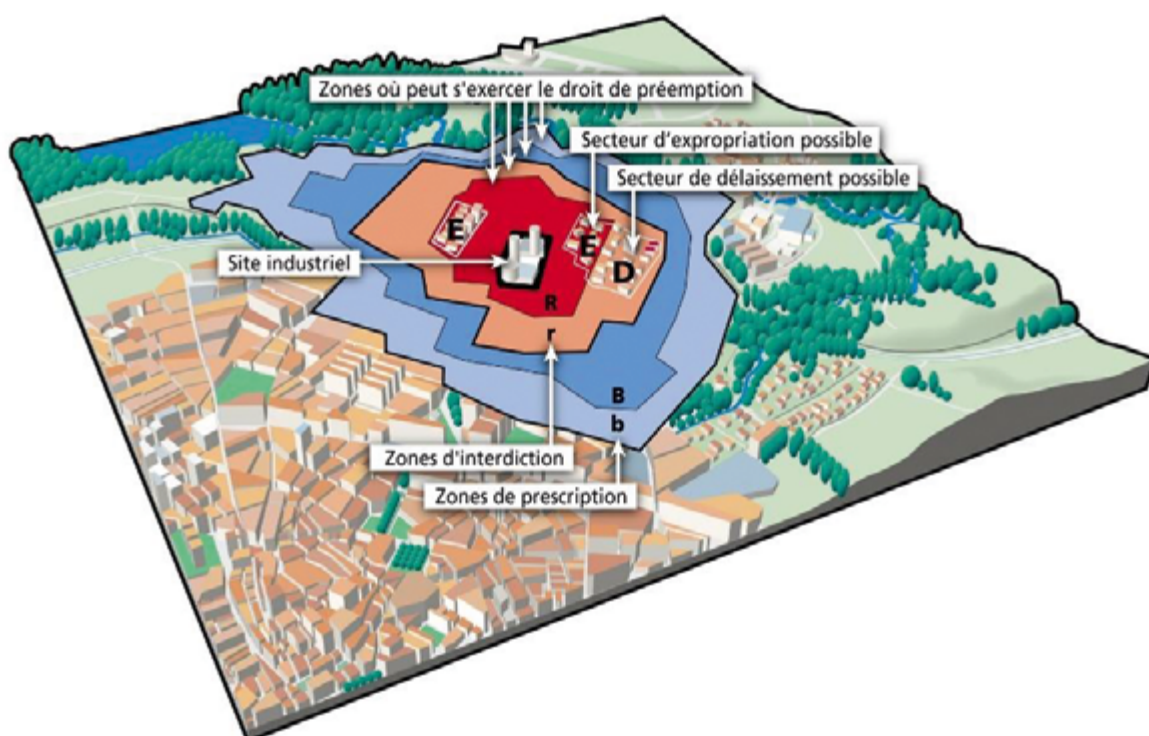 Zones où peut s'exercer le droit de préemption
Secteur d'expropriation possible
Secteur de délaissement possible
E
E
D
Site industriel
R
r
B
b
Zones d'interdiction
Zones de prescription